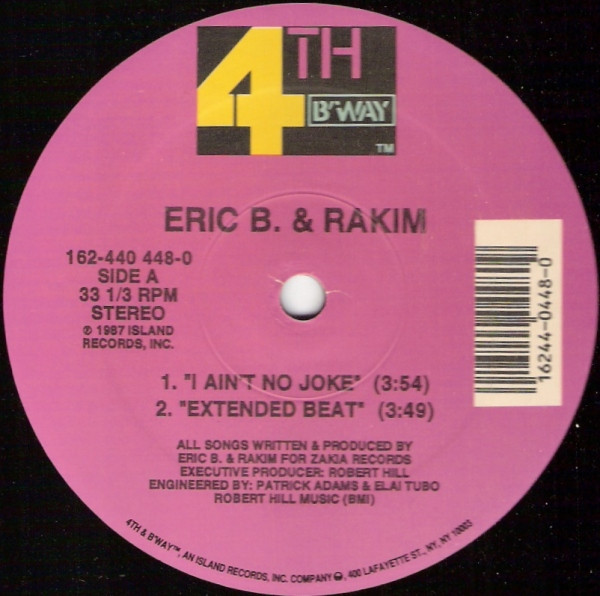 4TH
B'WAY
TM
ERIC B. & RAKIM
162-440 448-0
SIDE A
33 1/3 RPM
STEREO
℗ 1987 ISLAND
RECORDS, INC.
16244-0448-0
1. "I AIN'T NO JOKE" (3:54)
2. "EXTENDED BEAT" (3:49)
ALL SONGS WRITTEN & PRODUCED BY
ERIC B. & RAKIM FOR ZAKIA RECORDS
EXECUTIVE PRODUCER: ROBERT HILL
ENGINEERED BY: PATRICK ADAMS & ELAI TUBO
ROBERT HILL MUSIC (BMI)
4TH & B'WAY™, AN ISLAND RECORDS, INC. COMPANY, 400 LAFAYETTE ST., NY, NY 10003